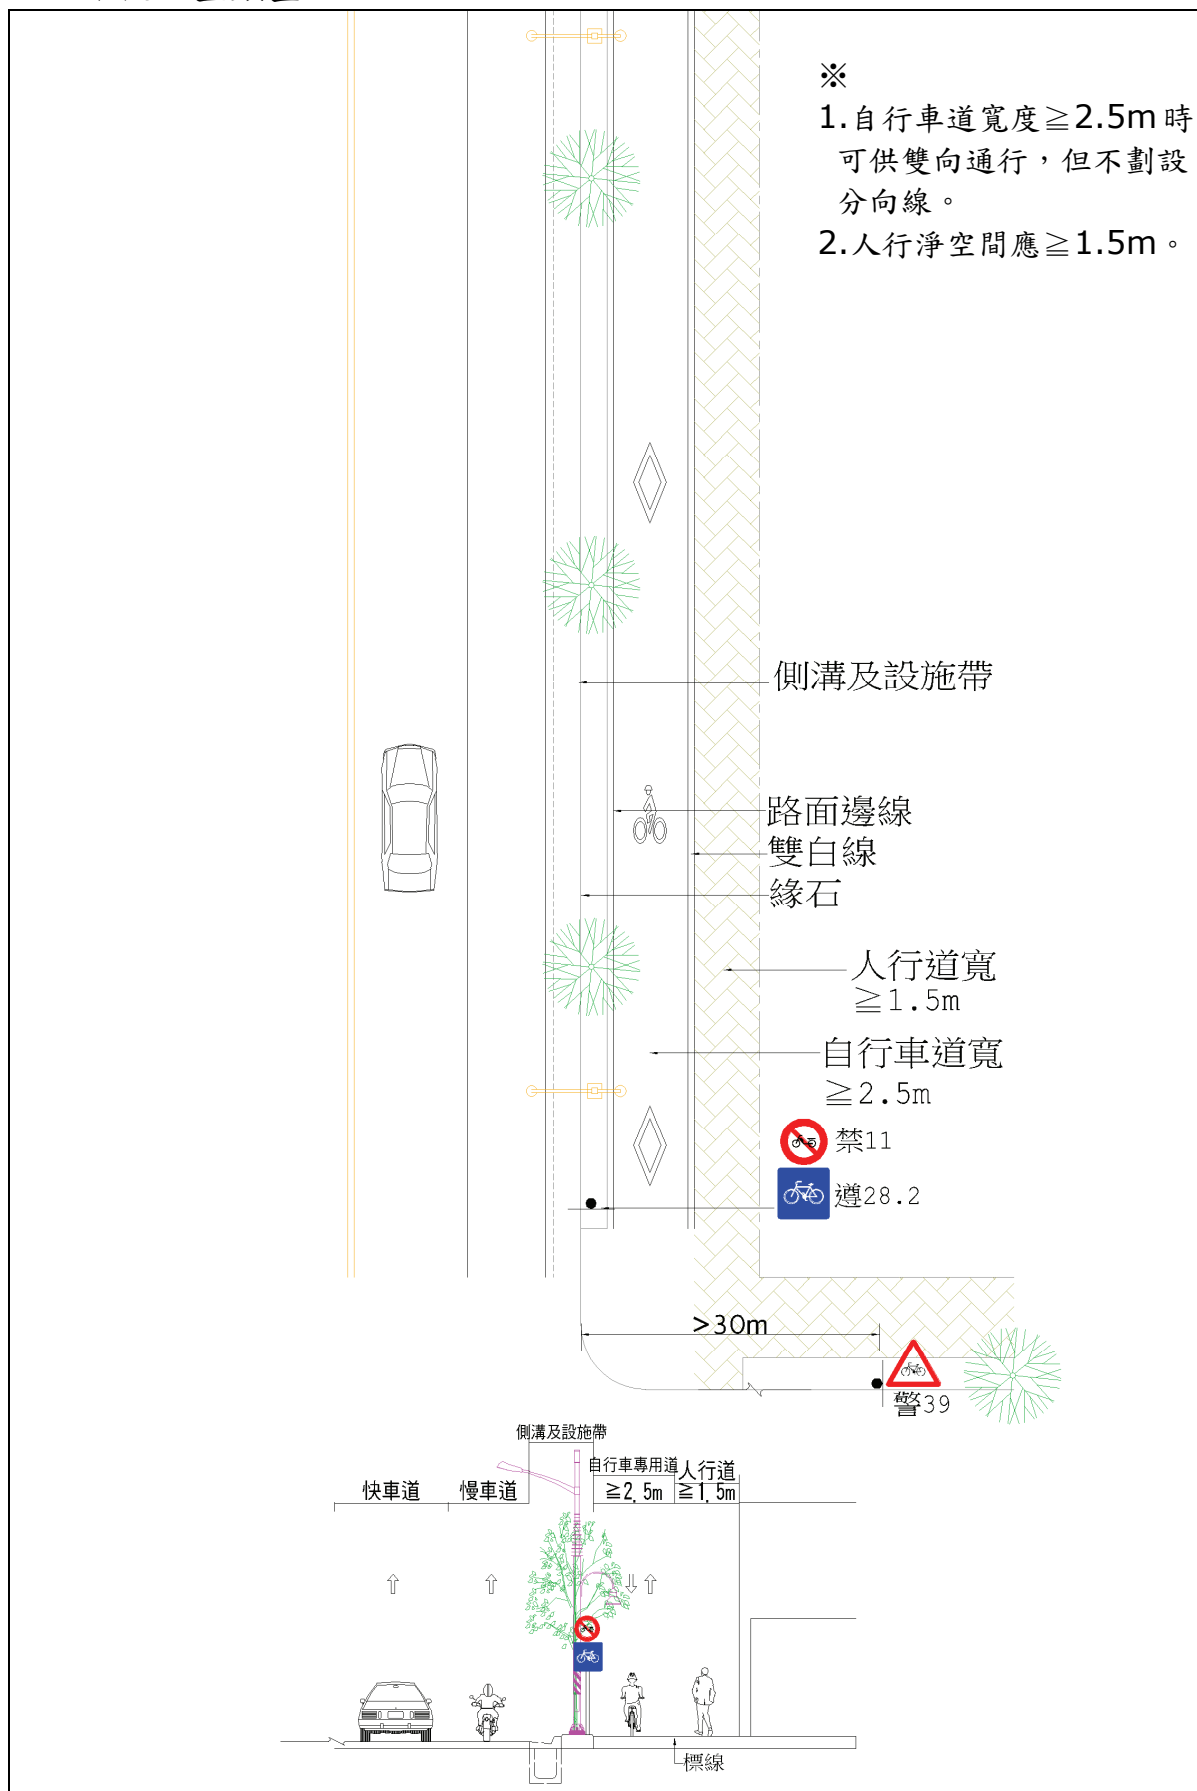 ※
1.自行車道寬度≧2.5m時
可供雙向通行，但不劃設
分向線。
2.人行淨空間應≧1.5m。
側溝及設施帶
路面邊線
雙白線
緣石
人行道寬
≧1.5m
自行車道寬
≧2.5m
禁11
遵28.2
>30m
警39
側溝及設施帶
自行車專用道
人行道
快車道
慢車道
≧2.5m
≧1.5m
標線